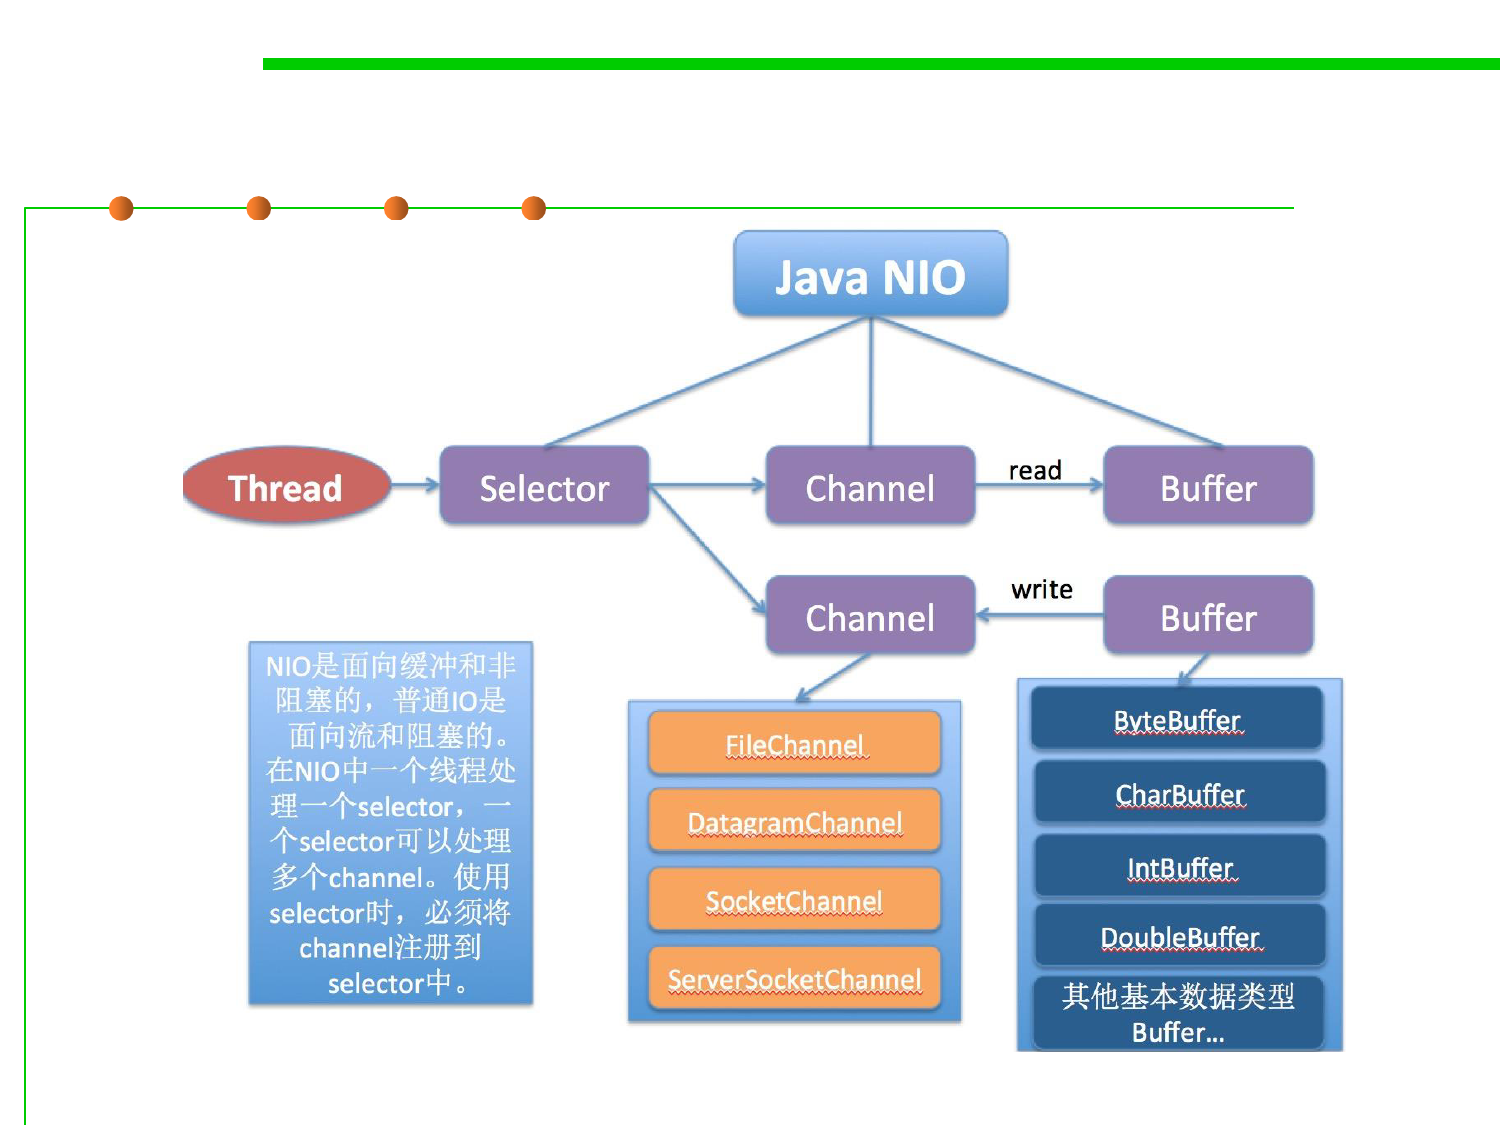 Java NIO
Thread
Selector
Channel
read
Buffer
Channel
write
Buffer
NIO是面向缓冲和非
阻塞的，普通IO是
面向流和阻塞的。
在NIO中一个线程处
理一个selector，一
个selector可以处理
多个channel。使用
selector时，必须将
channel注册到
selector中。
FileChannel
DatagramChannel
SocketChannel
ServerSocketChannel
ByteBuffer
CharBuffer
IntBuffer
DoubleBuffer
其他基本数据类型
Buffer...